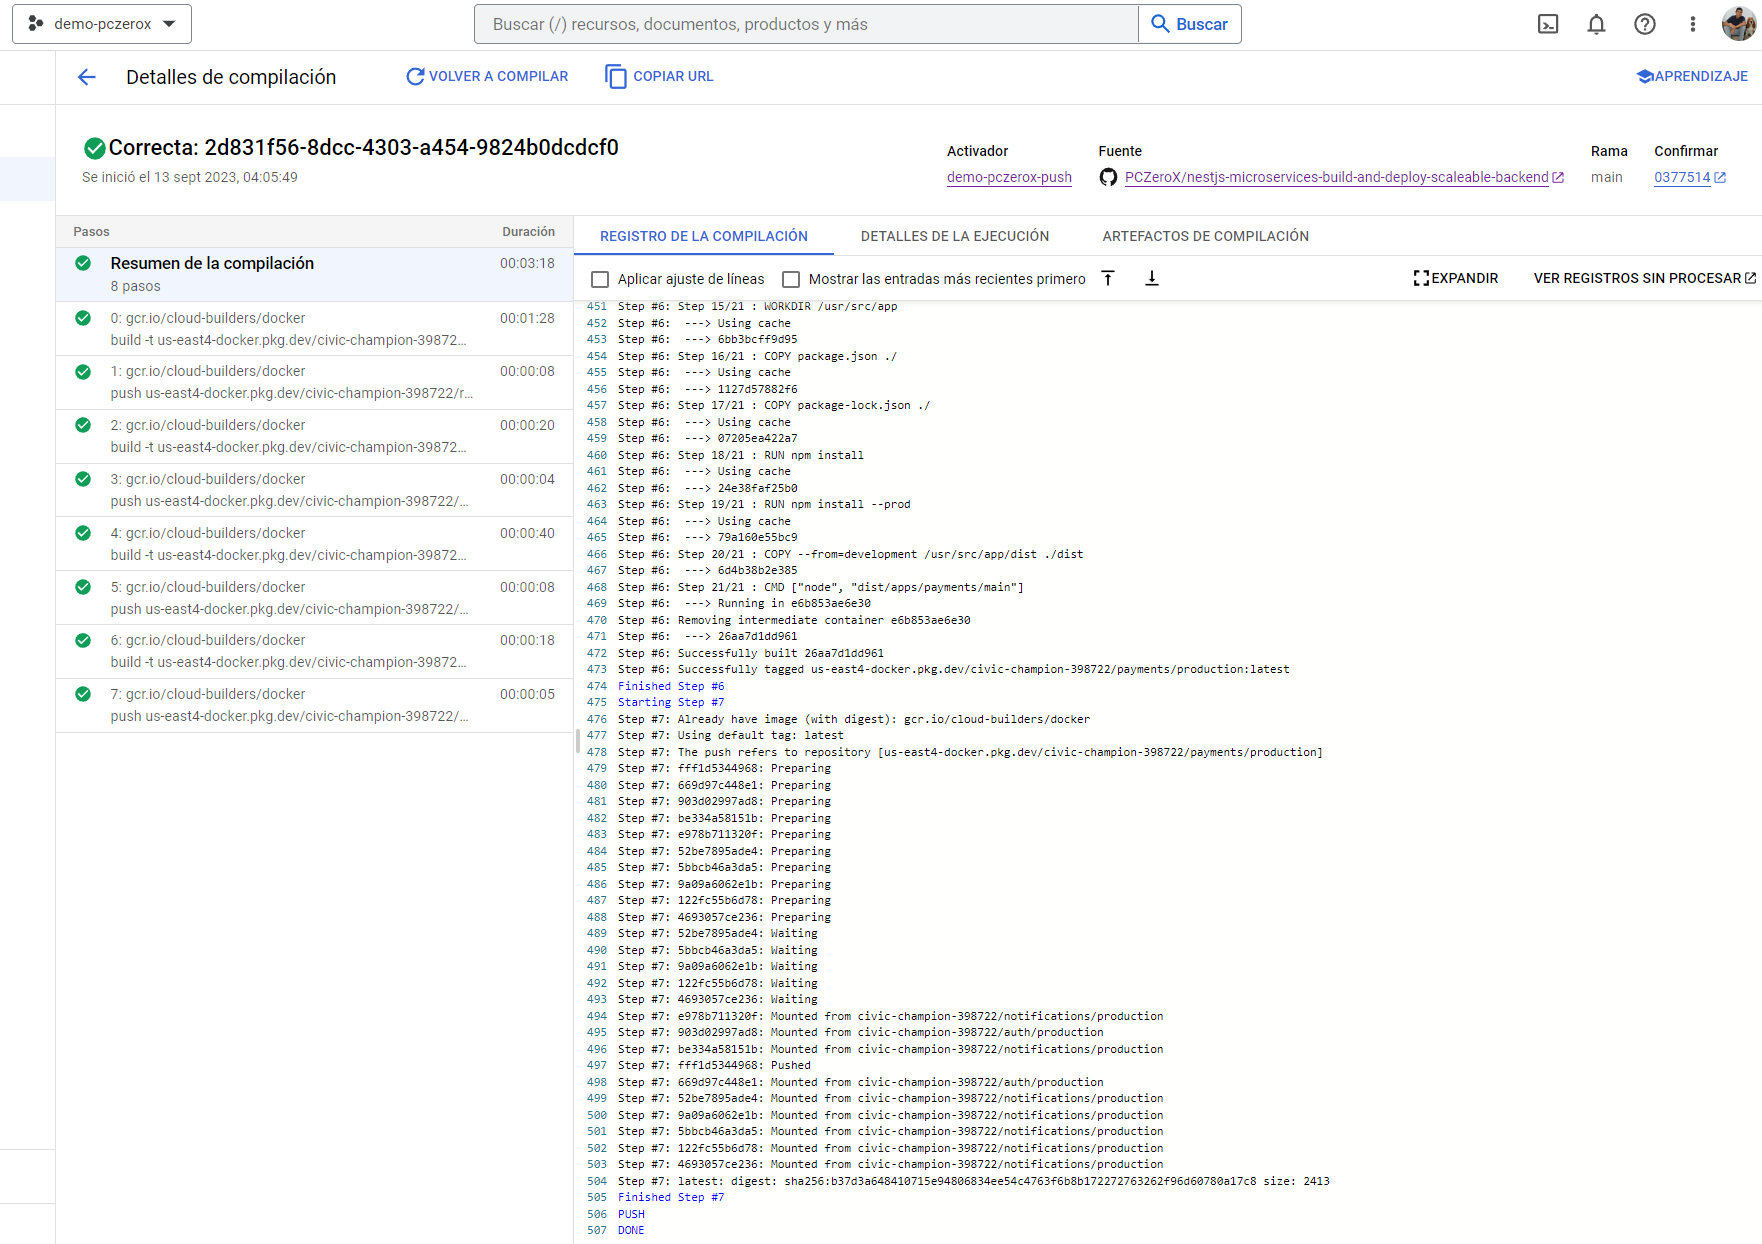 demo-pczerox
Buscar (/) recursos, documentos, productos y más
Buscar
Detalles de compilación
VOLVER A COMPILAR
COPIAR URL
APRENDIZAJE
Correcta: 2d831f56-8dcc-4303-a454-9824b0dcdcf0
Se inició el 13 sept 2023, 04:05:49
Activador
demo-pczerox-push
Fuente
PCZeroX/nestjs-microservices-build-and-deploy-scaleable-backend
Rama
main
Confirmar
0377514
Pasos Duración
Resumen de la compilación 00:03:18
8 pasos
0: gcr.io/cloud-builders/docker 00:01:28
build -t us-east4-docker.pkg.dev/civic-champion-39872...
1: gcr.io/cloud-builders/docker 00:00:08
push us-east4-docker.pkg.dev/civic-champion-398722/r...
2: gcr.io/cloud-builders/docker 00:00:20
build -t us-east4-docker.pkg.dev/civic-champion-39872...
3: gcr.io/cloud-builders/docker 00:00:04
push us-east4-docker.pkg.dev/civic-champion-398722/...
4: gcr.io/cloud-builders/docker 00:00:40
build -t us-east4-docker.pkg.dev/civic-champion-39872...
5: gcr.io/cloud-builders/docker 00:00:08
push us-east4-docker.pkg.dev/civic-champion-398722/...
6: gcr.io/cloud-builders/docker 00:00:18
build -t us-east4-docker.pkg.dev/civic-champion-39872...
7: gcr.io/cloud-builders/docker 00:00:05
push us-east4-docker.pkg.dev/civic-champion-398722/...
REGISTRO DE LA COMPILACIÓN DETALLES DE LA EJECUCIÓN ARTEFACTOS DE COMPILACIÓN
Aplicar ajuste de líneas Mostrar las entradas más recientes primero EXPANDIR VER REGISTROS SIN PROCESAR
451 Step #6: Step 15/21 : WORKDIR /usr/src/app
452 Step #6: ---> Using cache
453 Step #6: ---> 6bb3bcff9d95
454 Step #6: Step 16/21 : COPY package.json ./
455 Step #6: ---> Using cache
456 Step #6: ---> 1127d57882f6
457 Step #6: Step 17/21 : COPY package-lock.json ./
458 Step #6: ---> Using cache
459 Step #6: ---> 07205ea422a7
460 Step #6: Step 18/21 : RUN npm install
461 Step #6: ---> Using cache
462 Step #6: ---> 24e38faf25b0
463 Step #6: Step 19/21 : RUN npm install --prod
464 Step #6: ---> Using cache
465 Step #6: ---> 79a160e55bc9
466 Step #6: Step 20/21 : COPY --from=development /usr/src/app/dist ./dist
467 Step #6: ---> 6d4b38b2e385
468 Step #6: Step 21/21 : CMD ["node", "dist/apps/payments/main"]
469 Step #6: ---> Running in e6b853ae6e30
470 Step #6: Removing intermediate container e6b853ae6e30
471 Step #6: ---> 26aa7d1dd961
472 Step #6: Successfully built 26aa7d1dd961
473 Step #6: Successfully tagged us-east4-docker.pkg.dev/civic-champion-398722/payments/production:latest
474 Finished Step #6
475 Starting Step #7
476 Step #7: Already have image (with digest): gcr.io/cloud-builders/docker
477 Step #7: Using default tag: latest
478 Step #7: The push refers to repository [us-east4-docker.pkg.dev/civic-champion-398722/payments/production]
479 Step #7: fff1d5344968: Preparing
480 Step #7: 669d97c448e1: Preparing
481 Step #7: 903d02997ad8: Preparing
482 Step #7: be334a58151b: Preparing
483 Step #7: e978b711320f: Preparing
484 Step #7: 52be7895ade4: Preparing
485 Step #7: 5bbcb46a3da5: Preparing
486 Step #7: 9a09a6062e1b: Preparing
487 Step #7: 122fc55b6d78: Preparing
488 Step #7: 4693057ce236: Preparing
489 Step #7: 52be7895ade4: Waiting
490 Step #7: 5bbcb46a3da5: Waiting
491 Step #7: 9a09a6062e1b: Waiting
492 Step #7: 122fc55b6d78: Waiting
493 Step #7: 4693057ce236: Waiting
494 Step #7: e978b711320f: Mounted from civic-champion-398722/notifications/production
495 Step #7: 903d02997ad8: Mounted from civic-champion-398722/auth/production
496 Step #7: be334a58151b: Mounted from civic-champion-398722/notifications/production
497 Step #7: fff1d5344968: Pushed
498 Step #7: 669d97c448e1: Mounted from civic-champion-398722/auth/production
499 Step #7: 52be7895ade4: Mounted from civic-champion-398722/notifications/production
500 Step #7: 9a09a6062e1b: Mounted from civic-champion-398722/notifications/production
501 Step #7: 5bbcb46a3da5: Mounted from civic-champion-398722/notifications/production
502 Step #7: 122fc55b6d78: Mounted from civic-champion-398722/notifications/production
503 Step #7: 4693057ce236: Mounted from civic-champion-398722/notifications/production
504 Step #7: latest: digest: sha256:b37d3a648410715e94806834ee54c4763f6b8b172272763262f96d60780a17c8 size: 2413
505 Finished Step #7
506 PUSH
507 DONE